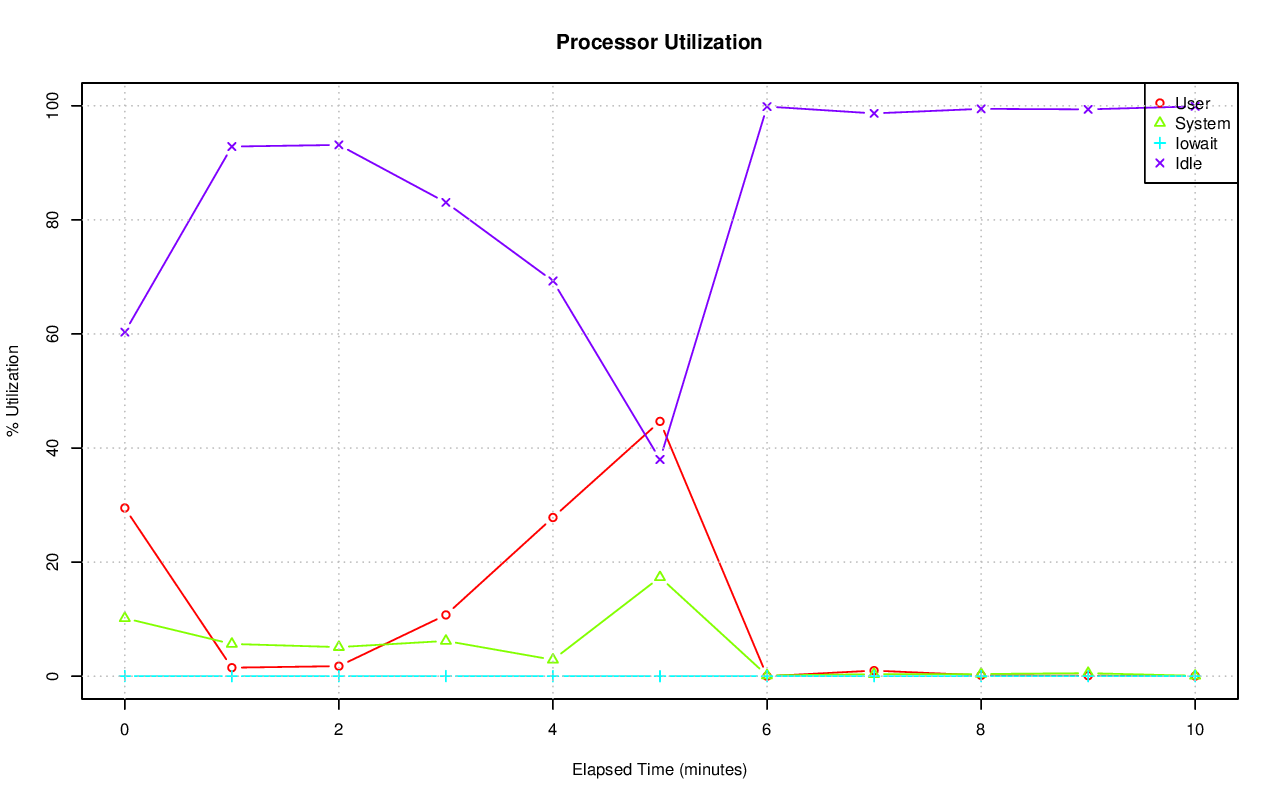 Processor Utilization
100
80
60
40
20
0
% Utilization
User
System
Iowait
Idle
0 2 4 6 8 10
Elapsed Time (minutes)